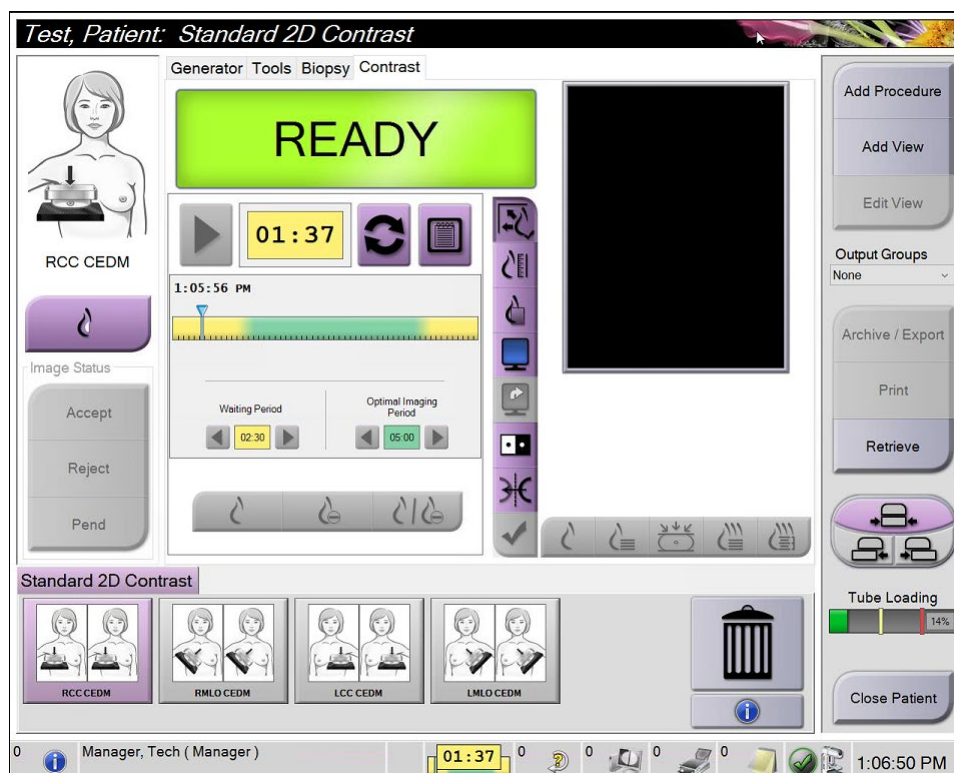 Test, Patient: Standard 2D Contrast
Generator Tools Biopsy Contrast
READY
RCC CEDM
01:37
1:05:56 PM
Waiting Period
Optimal Imaging
Period
02:30
05:00
Image Status
Accept
Reject
Pend
Add Procedure
Add View
Edit View
Output Groups
None
Archive / Export
Print
Retrieve
Tube Loading
14%
Close Patient
Standard 2D Contrast
RCC CEDM
RMLO CEDM
LCC CEDM
LMLO CEDM
0 Manager, Tech ( Manager ) 01:37 0 0 0 0 1:06:50 PM